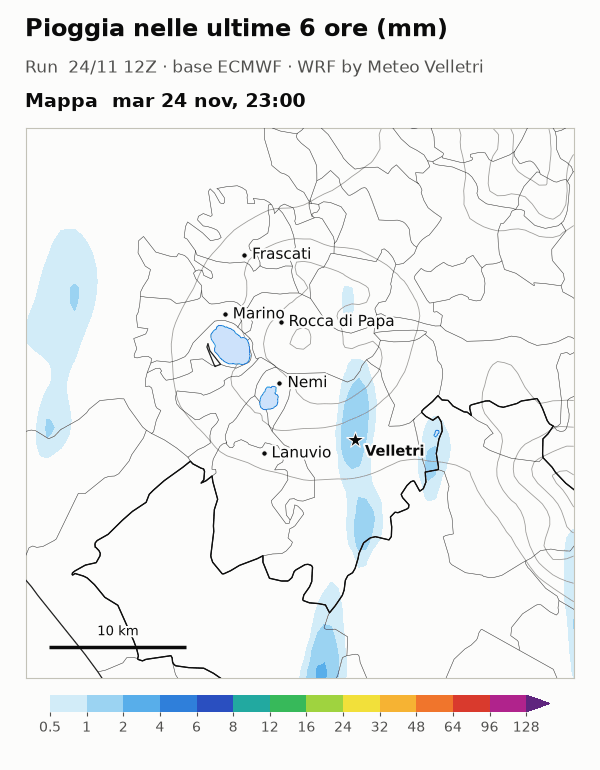 Pioggia nelle ultime 6 ore (mm)
Run  24/11 12Z · base ECMWF · WRF by Meteo Velletri
Mappa  mar 24 nov, 23:00
Frascati
Marino
Rocca di Papa
Nemi
Velletri
Lanuvio
10 km
0.5 1 2 4 6 8 12 16 24 32 48 64 96 128